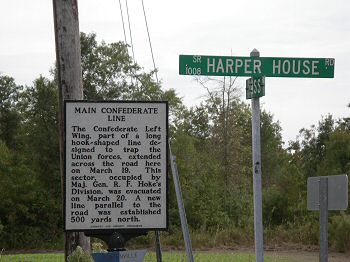 SR
1008 HARPER HOUSE RD
MAIN CONFEDERATE
LINE
The Confederate Left
Wing, part of a long
hook-shaped line de-
signed to trap the
Union forces, extended
across the road here
on March 19. This
sector, occupied by
Maj. Gen. R. F. Hoke's
Division, was evacuated
on March 20. A new
line parallel to the
road was established
500 yards north.